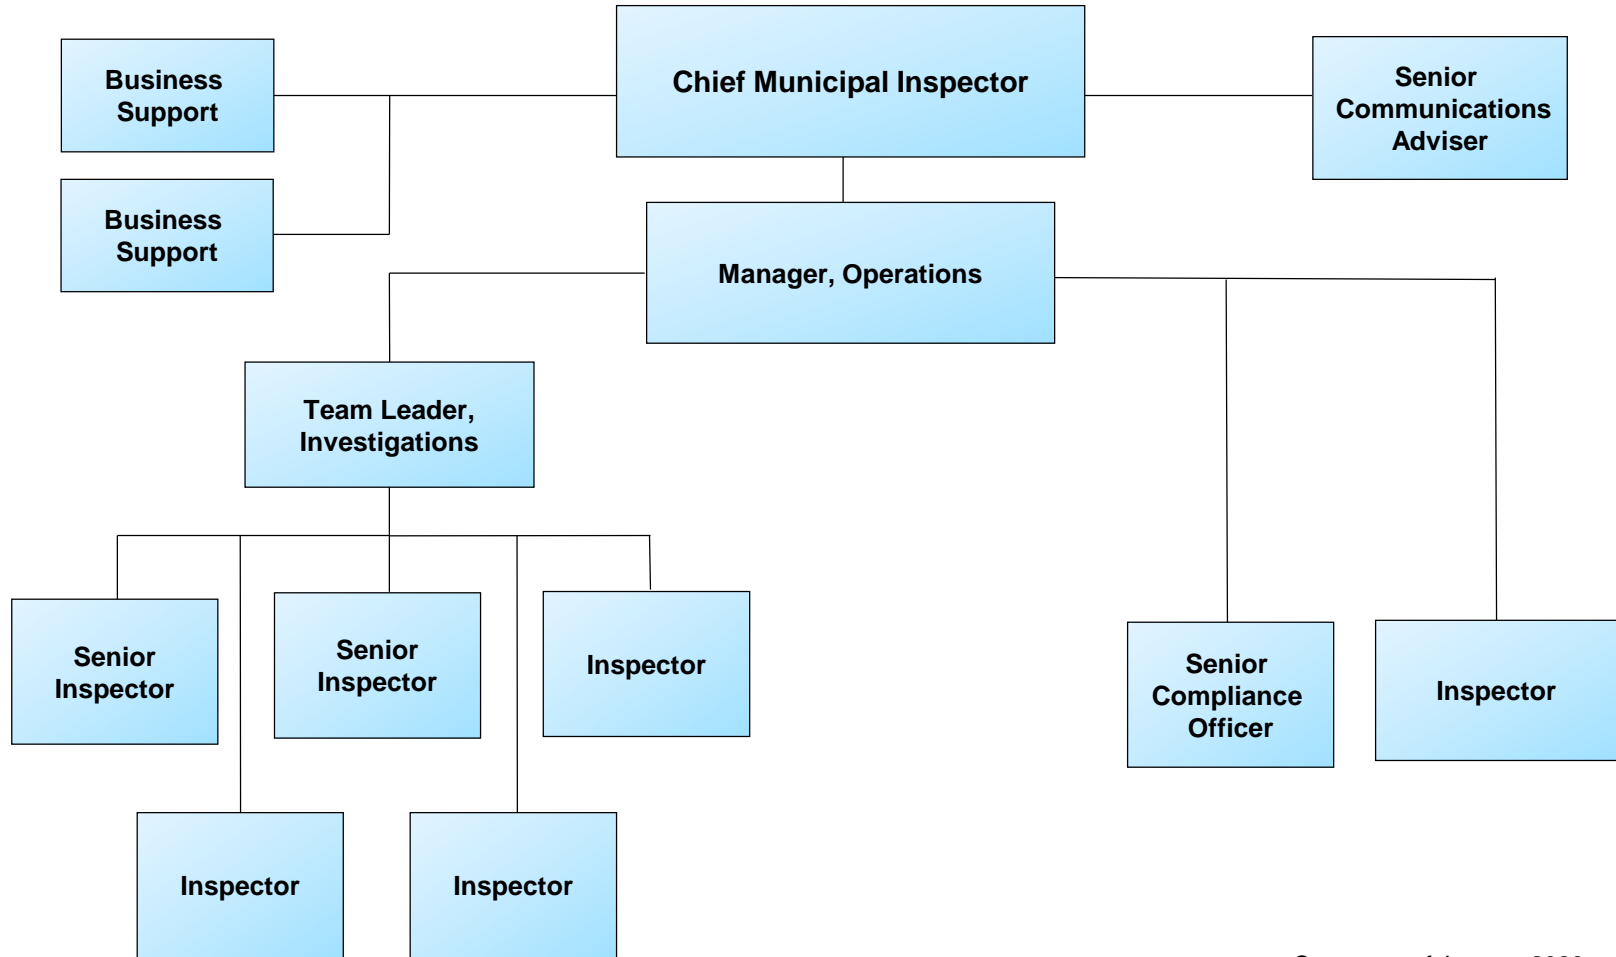 Business
Support
Chief Municipal Inspector
Senior
Communications
Adviser
Business
Support
Manager, Operations
Team Leader,
Investigations
Senior
Inspector
Senior
Inspector
Inspector
Senior
Compliance
Officer
Inspector
Inspector
Inspector